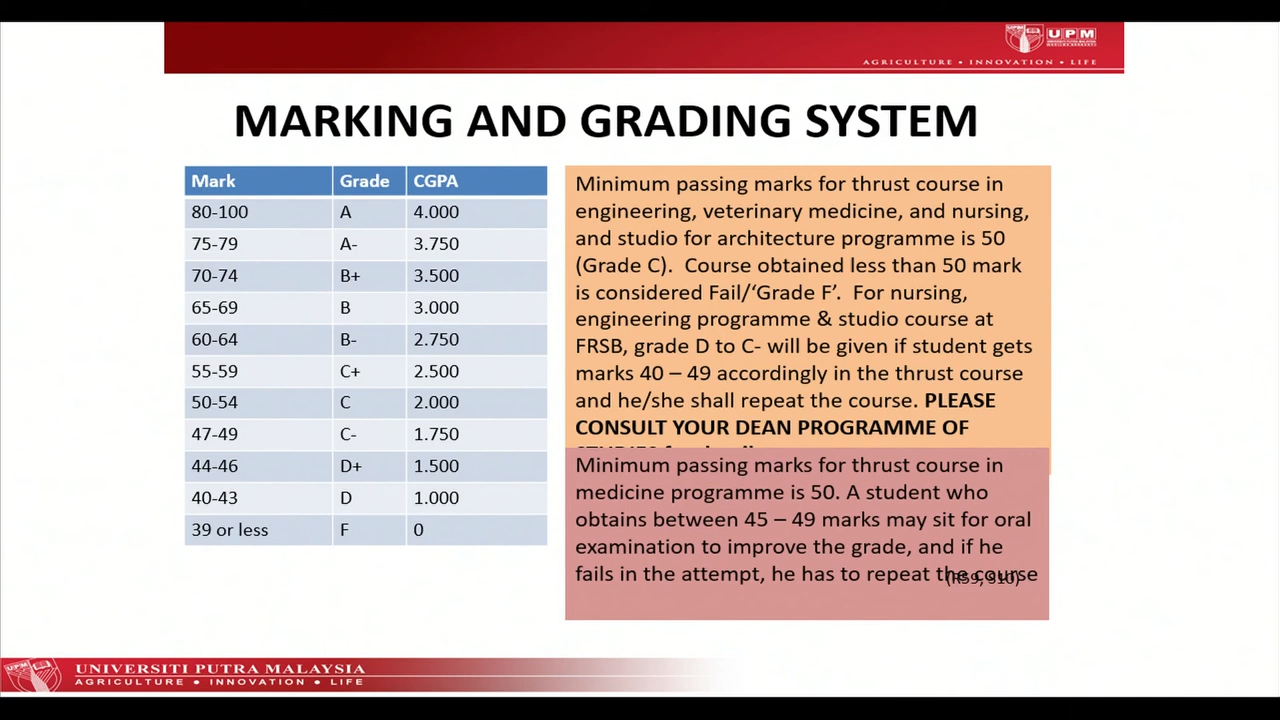 UPM
UNIVERSITI PUTRA MALAYSIA
AGRICULTURE • INNOVATION • LIFE
MARKING AND GRADING SYSTEM
Mark Grade CGPA
80-100 A 4.000
75-79 A- 3.750
70-74 B+ 3.500
65-69 B 3.000
60-64 B- 2.750
55-59 C+ 2.500
50-54 C 2.000
47-49 C- 1.750
44-46 D+ 1.500
40-43 D 1.000
39 or less F 0
Minimum passing marks for thrust course in
engineering, veterinary medicine, and nursing,
and studio for architecture programme is 50
(Grade C). Course obtained less than 50 mark
is considered Fail/‘Grade F’. For nursing,
engineering programme & studio course at
FRSB, grade D to C- will be given if student gets
marks 40 – 49 accordingly in the thrust course
and he/she shall repeat the course. PLEASE
CONSULT YOUR DEAN PROGRAMME OF
Minimum passing marks for thrust course in
medicine programme is 50. A student who
obtains between 45 – 49 marks may sit for oral
examination to improve the grade, and if he
fails in the attempt, he has to repeat the course
UPM
UNIVERSITI PUTRA MALAYSIA
AGRICULTURE • INNOVATION • LIFE